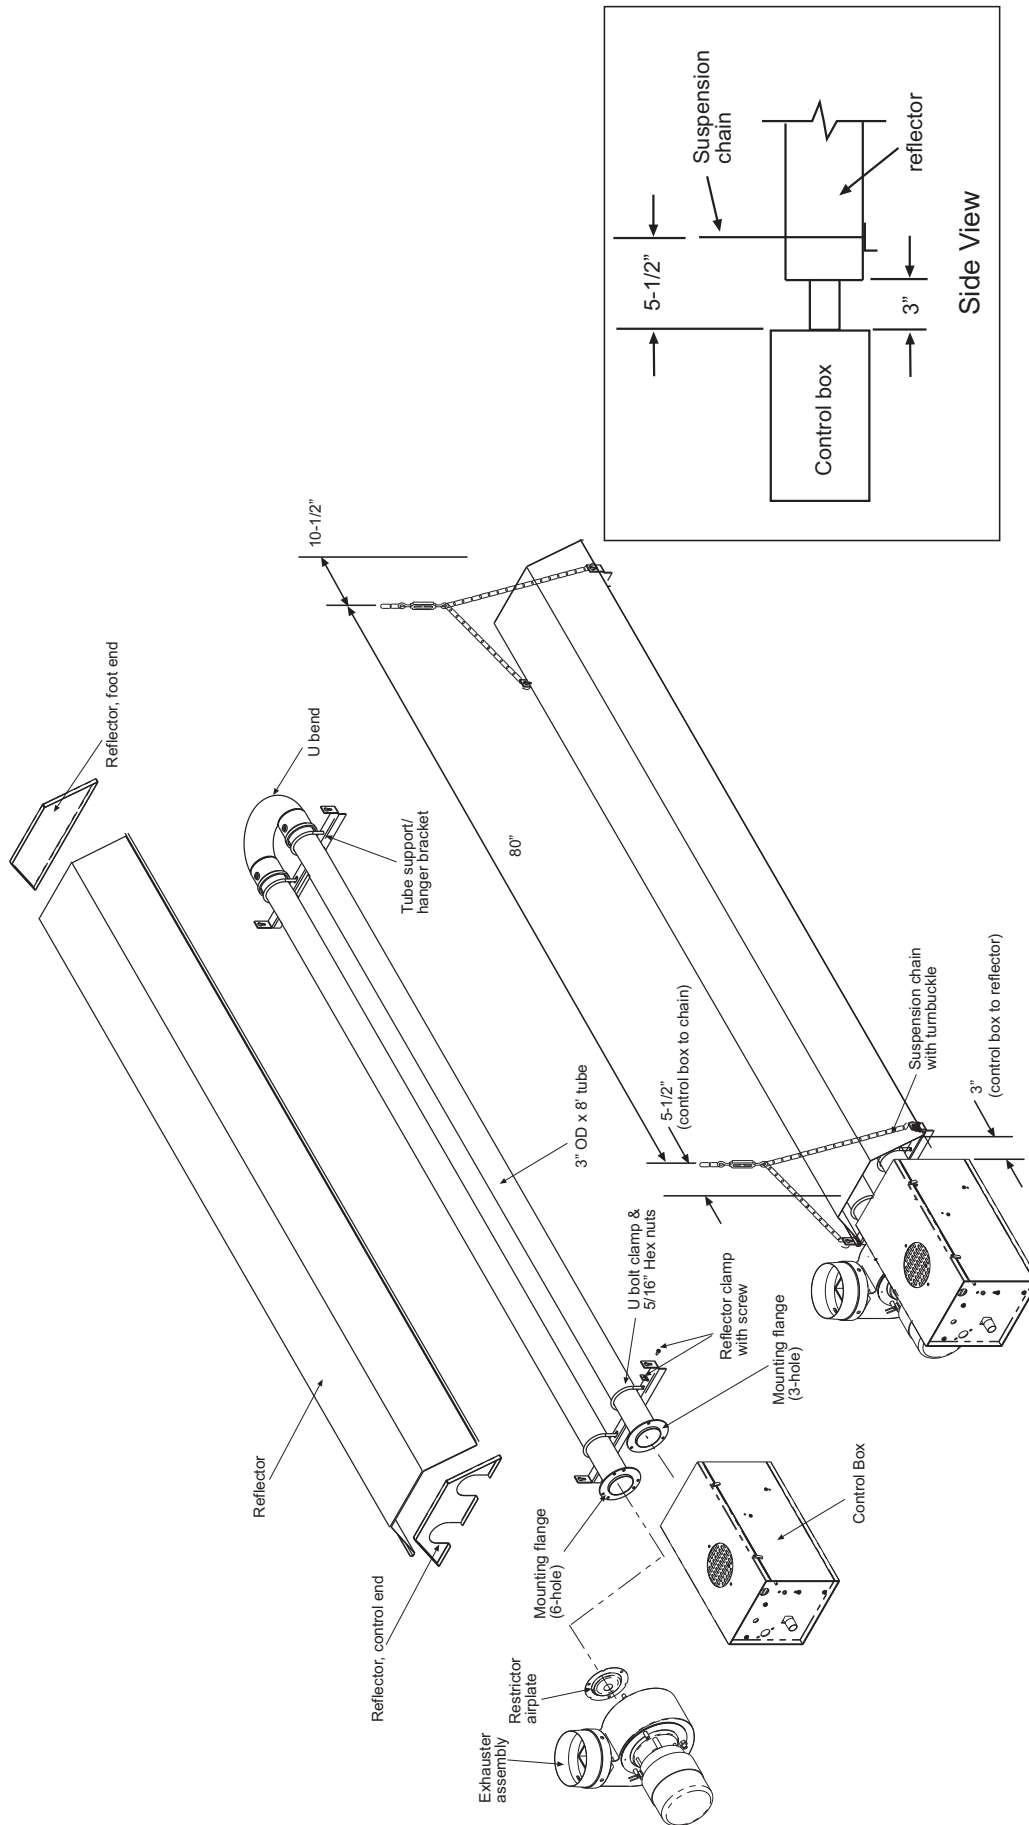 Reflector, foot end
U bend
Tube support/
hanger bracket
3" OD x 8' tube
Reflector
Reflector, control end
U bolt clamp &
5/16" Hex nuts
Reflector clamp
with screw
Mounting flange
(3-hole)
Mounting flange
(6-hole)
Control Box
Restrictor
airplate
Exhauster
assembly
10-1/2”
80”
5-1/2”
(control box to chain)
Suspension chain
with turnbuckle
3”
(control box to reflector)
Suspension
chain
5-1/2”
reflector
3”
Control box
Side View